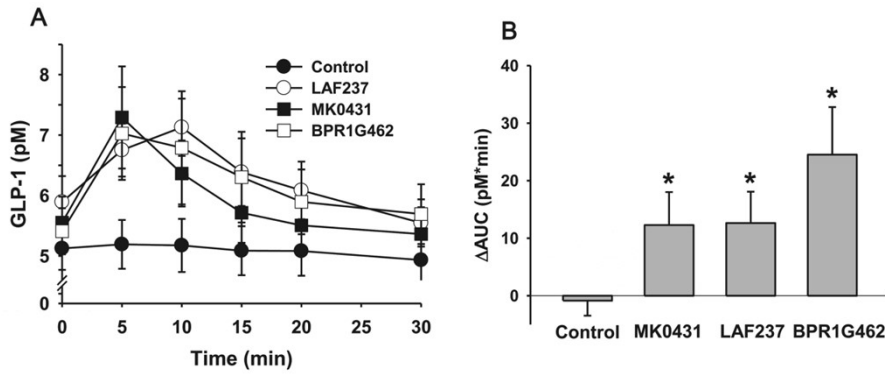 A
8
7
6
5
0
GLP-1 (pM)
Control
LAF237
MK0431
BPR1G462
0 5 10 15 20 30
Time (min)
B
40
30
20
10
0
ΔAUC (pM*min)
* * *
Control MK0431 LAF237 BPR1G462